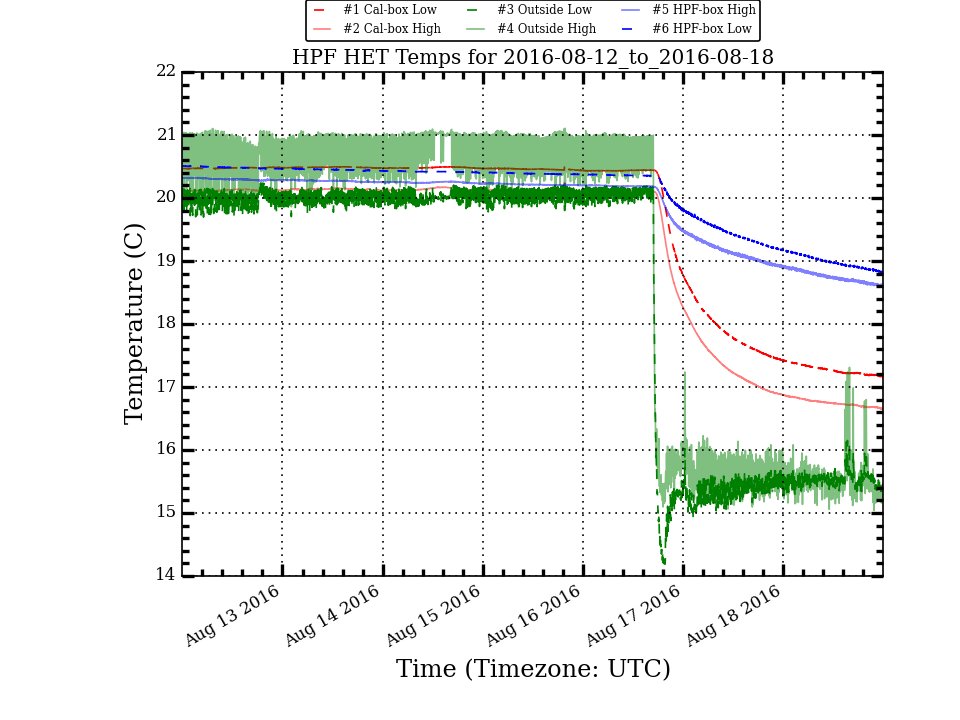 #1 Cal-box Low #3 Outside Low #5 HPF-box High
#2 Cal-box High #4 Outside High #6 HPF-box Low
HPF HET Temps for 2016-08-12_to_2016-08-18
22
21
20
19
18
17
16
15
14
Temperature (C)
Aug 13 2016 Aug 14 2016 Aug 15 2016 Aug 16 2016 Aug 17 2016 Aug 18 2016
Time (Timezone: UTC)